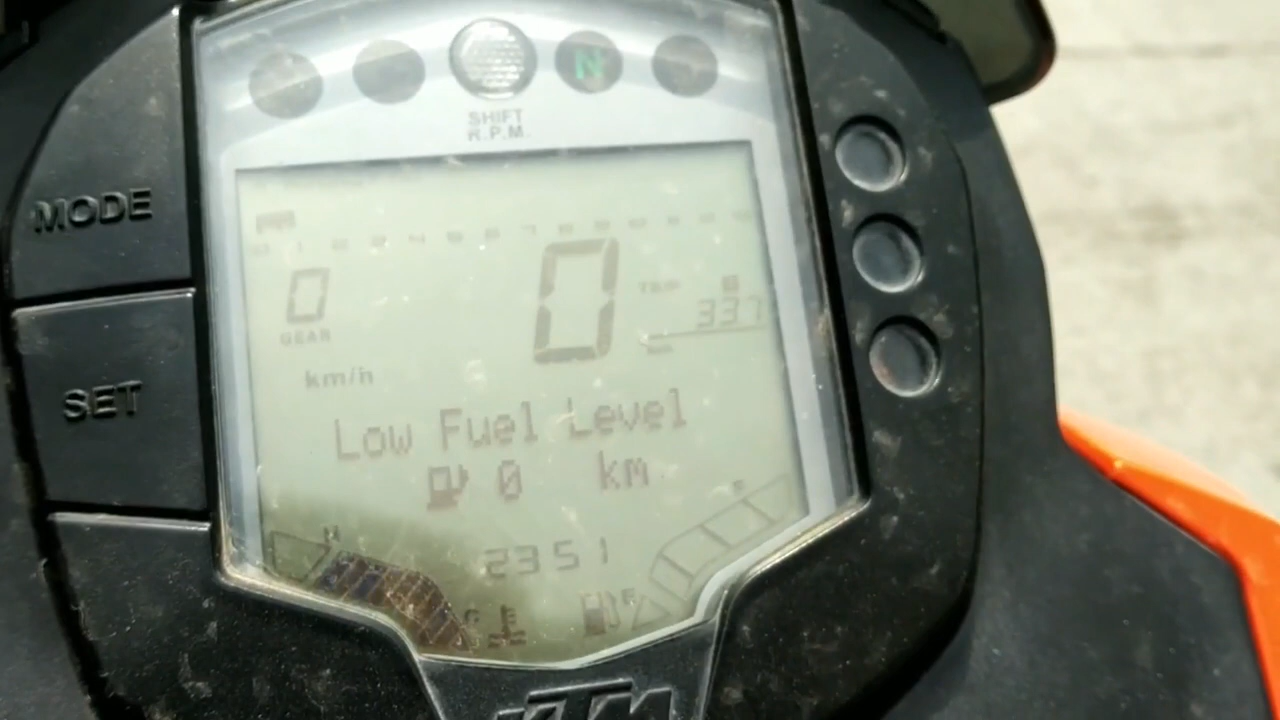 N
SHIFT
R.P.M.
MODE
0
GEAR
km/h
0
TRIP
337
SET
Low Fuel Level
0 km
2351
H
C
E
KTM